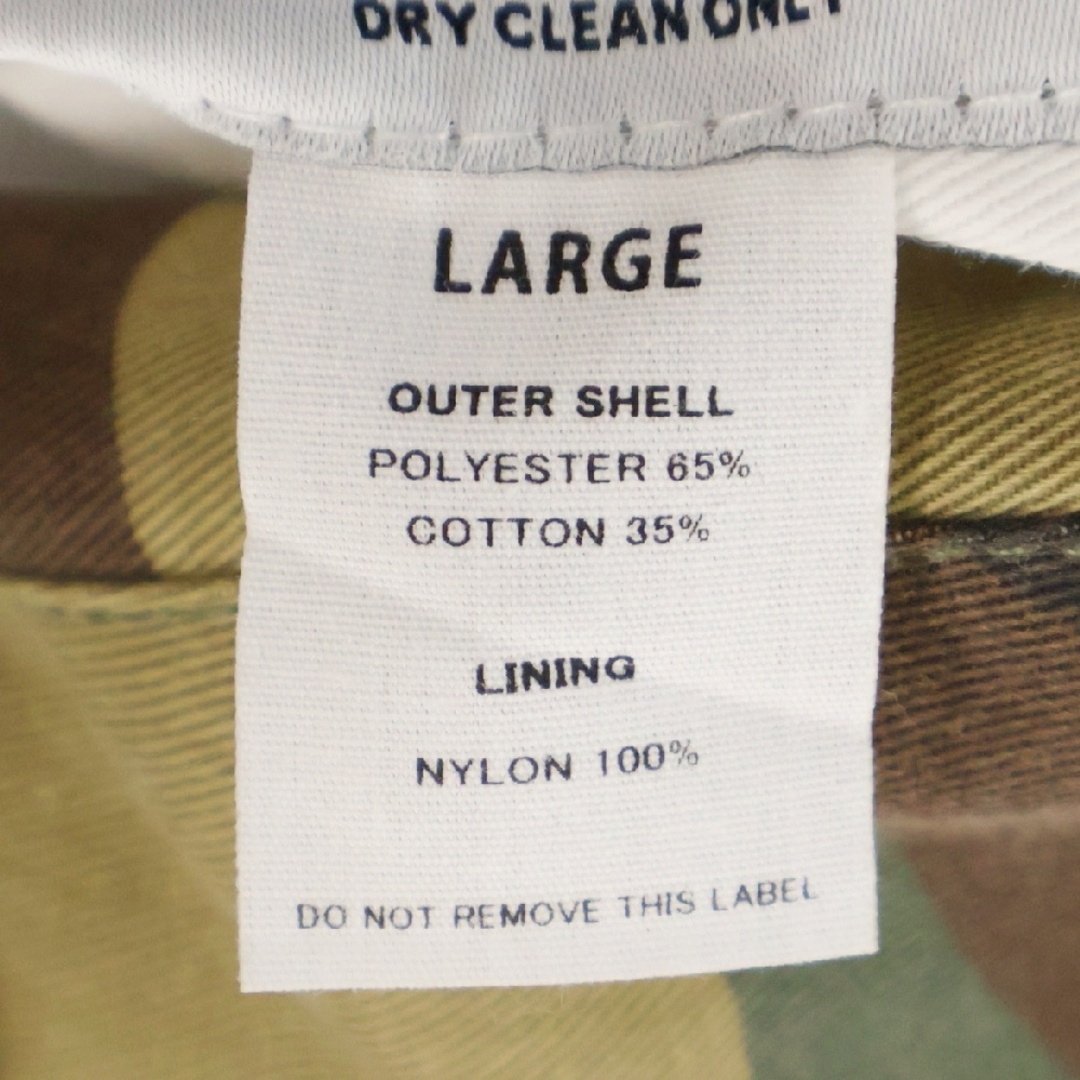 DRY CLEAN ONLY
LARGE
OUTER SHELL
POLYESTER 65%
COTTON 35%
LINING
NYLON 100%
DO NOT REMOVE THIS LABEL